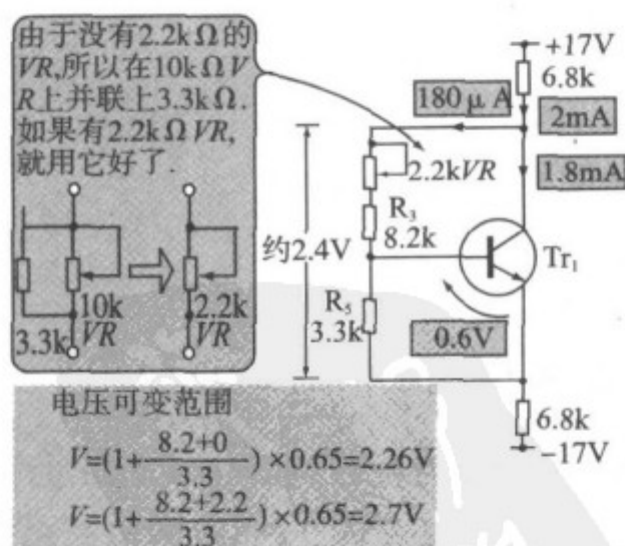 由于没有2.2kΩ的
VR,所以在10kΩ V
R上并联上3.3kΩ.
如果有2.2kΩ VR,
就用它好了.
3.3k
10k
VR
2.2k
VR
+17V
6.8k
180μA
2mA
1.8mA
2.2kVR
R₃
8.2k
约2.4V
Tr₁
R₅
3.3k
0.6V
6.8k
-17V
电压可变范围
V=(1+8.2+0/3.3)×0.65=2.26V
V=(1+8.2+2.2/3.3)×0.65=2.7V